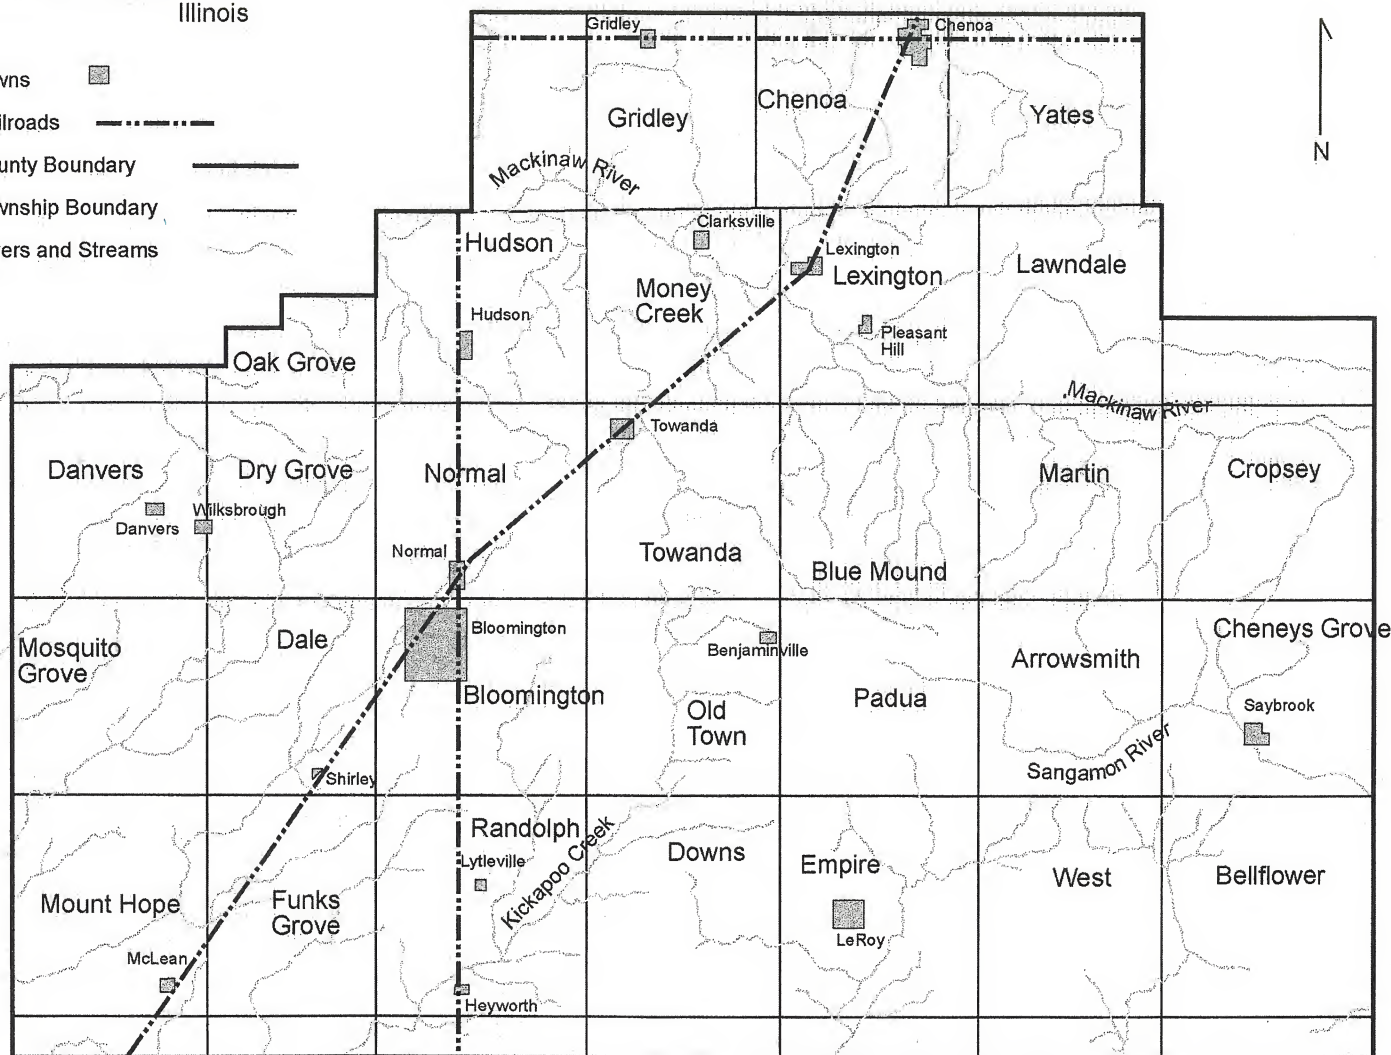 Illinois
wns
ilroads
unty Boundary
wnship Boundary
ers and Streams
N
Gridley
Chenoa
Gridley
Chenoa
Yates
Mackinaw River
Clarksville
Hudson
Lexington
Lexington
Lawndale
Money
Creek
Hudson
Pleasant
Hill
Oak Grove
Mackinaw River
Towanda
Danvers
Dry Grove
Normal
Martin
Cropsey
Wilksbrough
Danvers
Normal
Towanda
Blue Mound
Bloomington
Cheneys Grove
Mosquito
Grove
Dale
Benjaminville
Arrowsmith
Bloomington
Padua
Old
Town
Saybrook
Sangamon River
Shirley
Randolph
Kickapoo Creek
Downs
Lytleville
Empire
West
Bellflower
Mount Hope
Funks
Grove
LeRoy
McLean
Heyworth